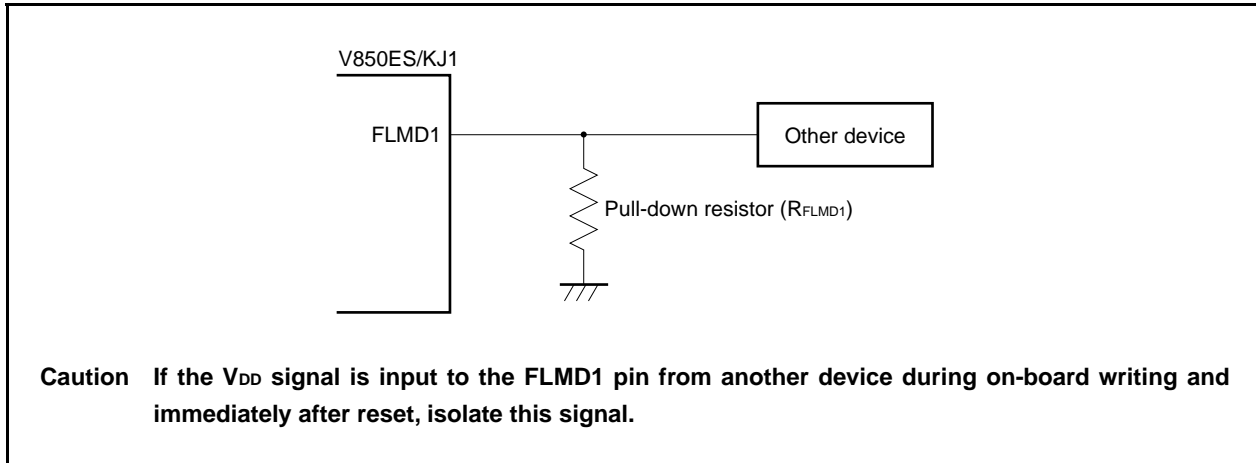 V850ES/KJ1
FLMD1
Other device
Pull-down resistor (RFLMD1)
Caution If the VDD signal is input to the FLMD1 pin from another device during on-board writing and
immediately after reset, isolate this signal.